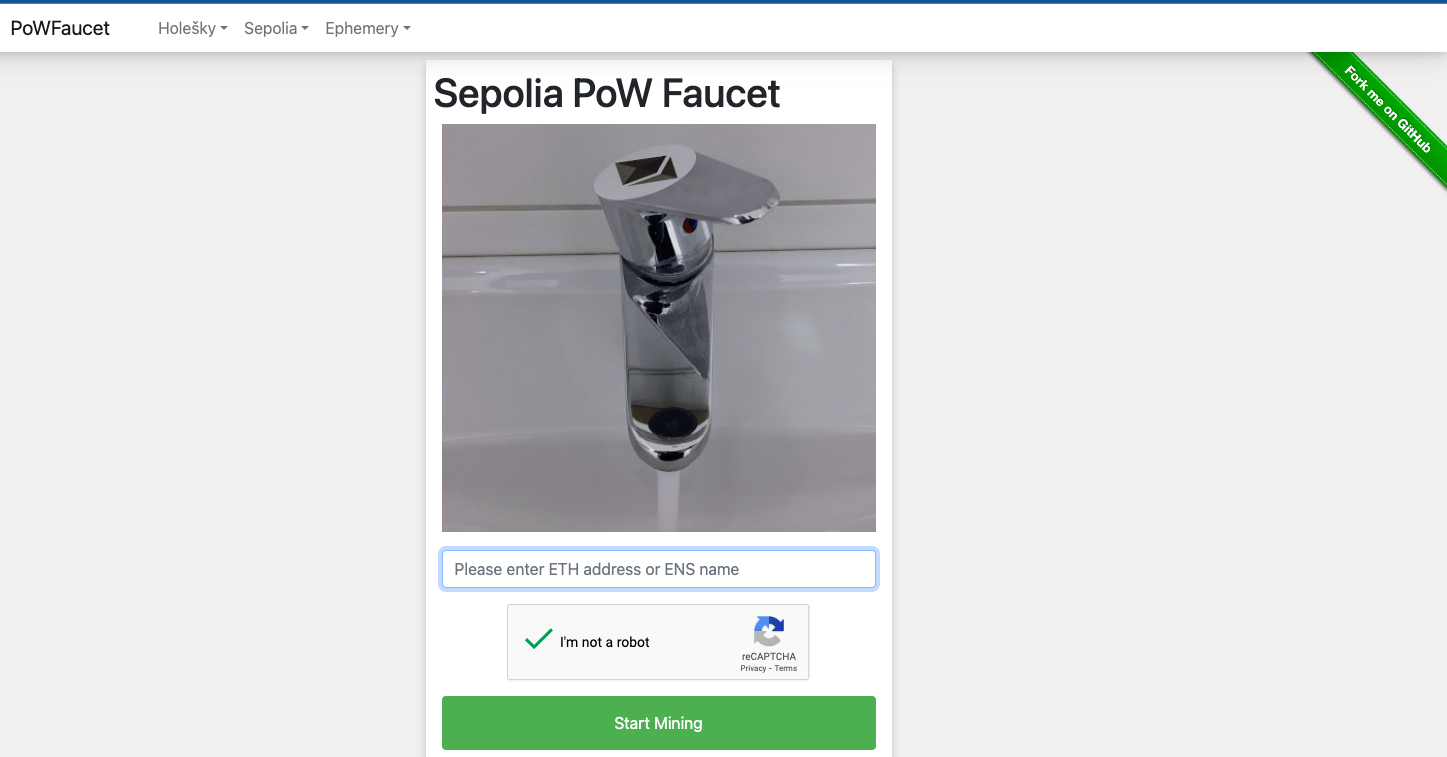 PoWFaucet Holešky Sepolia Ephemery
Fork me on GitHub
Sepolia PoW Faucet
Please enter ETH address or ENS name
I'm not a robot
reCAPTCHA
Privacy - Terms
Start Mining